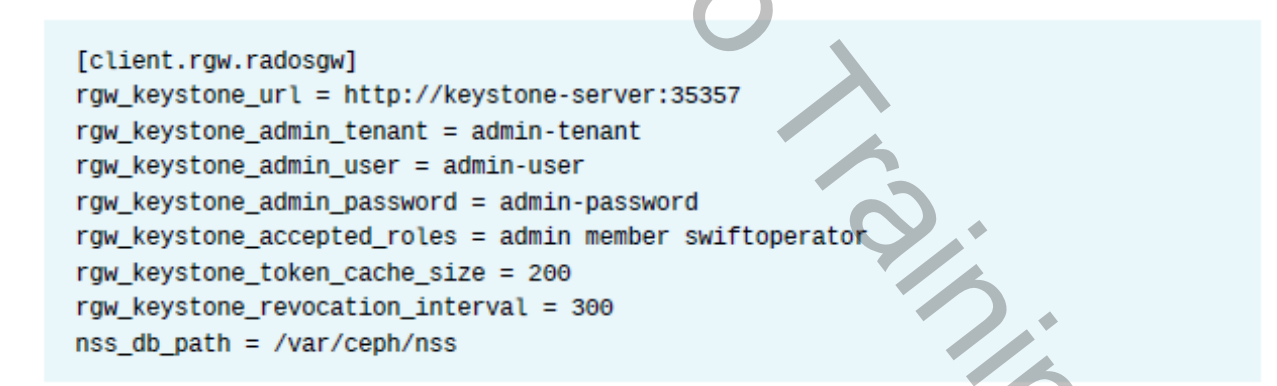 [client.rgw.radosgw]
rgw_keystone_url = http://keystone-server:35357
rgw_keystone_admin_tenant = admin-tenant
rgw_keystone_admin_user = admin-user
rgw_keystone_admin_password = admin-password
rgw_keystone_accepted_roles = admin member swiftoperator
rgw_keystone_token_cache_size = 200
rgw_keystone_revocation_interval = 300
nss_db_path = /var/ceph/nss